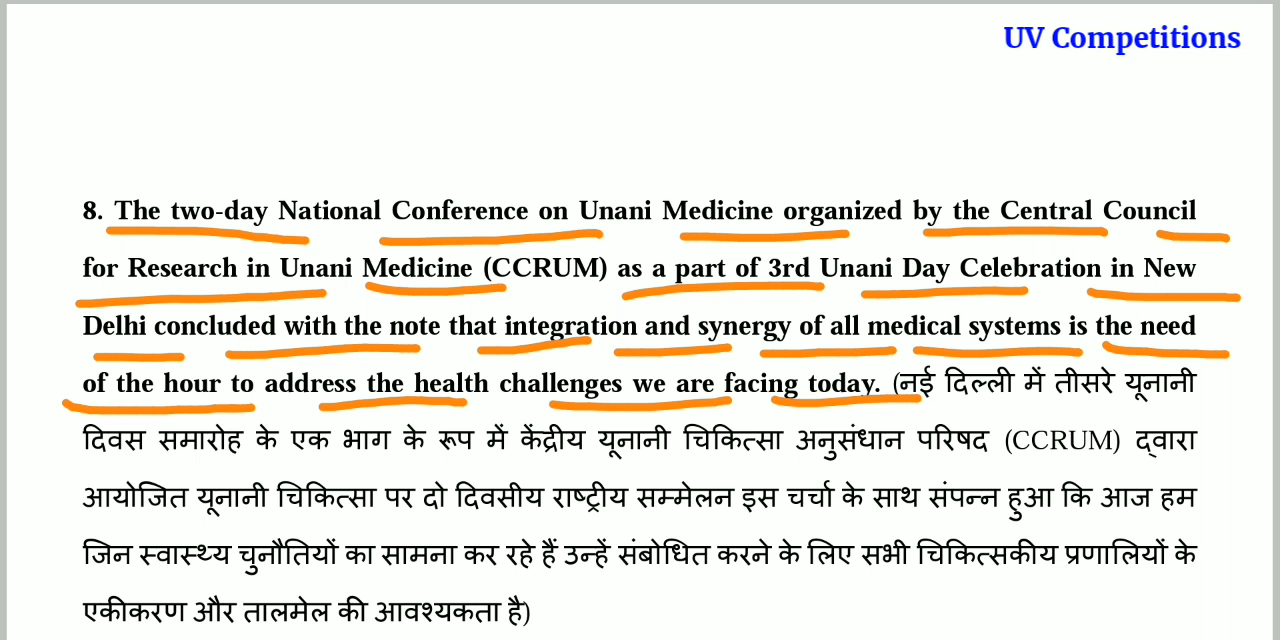 UV Competitions
8. The two-day National Conference on Unani Medicine organized by the Central Council
for Research in Unani Medicine (CCRUM) as a part of 3rd Unani Day Celebration in New
Delhi concluded with the note that integration and synergy of all medical systems is the need
of the hour to address the health challenges we are facing today. (नई दिल्ली में तीसरे यूनानी
दिवस समारोह के एक भाग के रूप में केंद्रीय यूनानी चिकित्सा अनुसंधान परिषद (CCRUM) द्वारा
आयोजित यूनानी चिकित्सा पर दो दिवसीय राष्ट्रीय सम्मेलन इस चर्चा के साथ संपन्न हुआ कि आज हम
जिन स्वास्थ्य चुनौतियों का सामना कर रहे हैं उन्हें संबोधित करने के लिए सभी चिकित्सकीय प्रणालियों के
एकीकरण और तालमेल की आवश्यकता है)